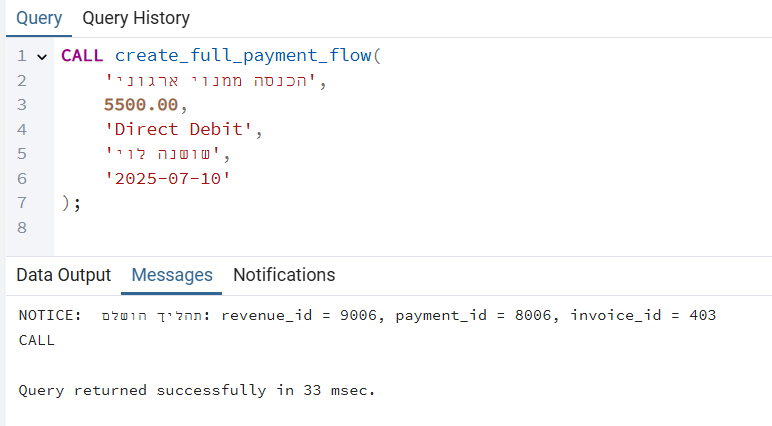 Query Query History
1 CALL create_full_payment_flow(
2 'הכנסה ממנוי ארגוני',
3 5500.00,
4 'Direct Debit',
5 'שושנה לוי',
6 '2025-07-10'
7 );
8
Data Output Messages Notifications
NOTICE: תהליך הושלם: revenue_id = 9006, payment_id = 8006, invoice_id = 403
CALL
Query returned successfully in 33 msec.